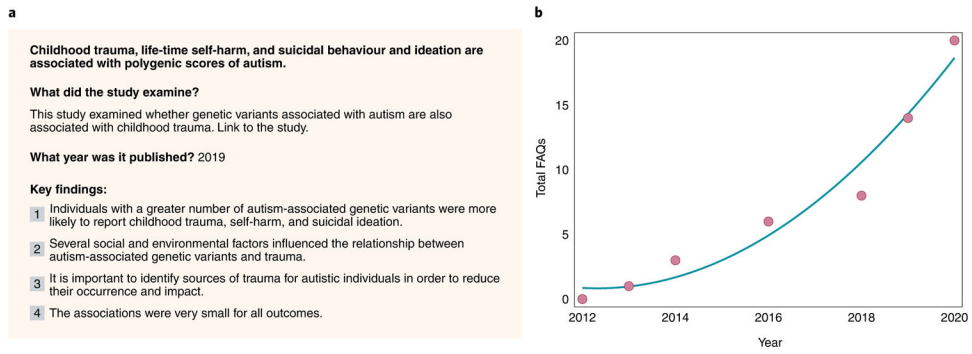 a
Childhood trauma, life-time self-harm, and suicidal behaviour and ideation are
associated with polygenic scores of autism.
What did the study examine?
This study examined whether genetic variants associated with autism are also
associated with childhood trauma. Link to the study.
What year was it published? 2019
Key findings:
1 Individuals with a greater number of autism-associated genetic variants were more
likely to report childhood trauma, self-harm, and suicidal ideation.
2 Several social and environmental factors influenced the relationship between
autism-associated genetic variants and trauma.
3 It is important to identify sources of trauma for autistic individuals in order to reduce
their occurrence and impact.
4 The associations were very small for all outcomes.
b
20
15
10
5
0
Total FAQs
2012 2014 2016 2018 2020
Year